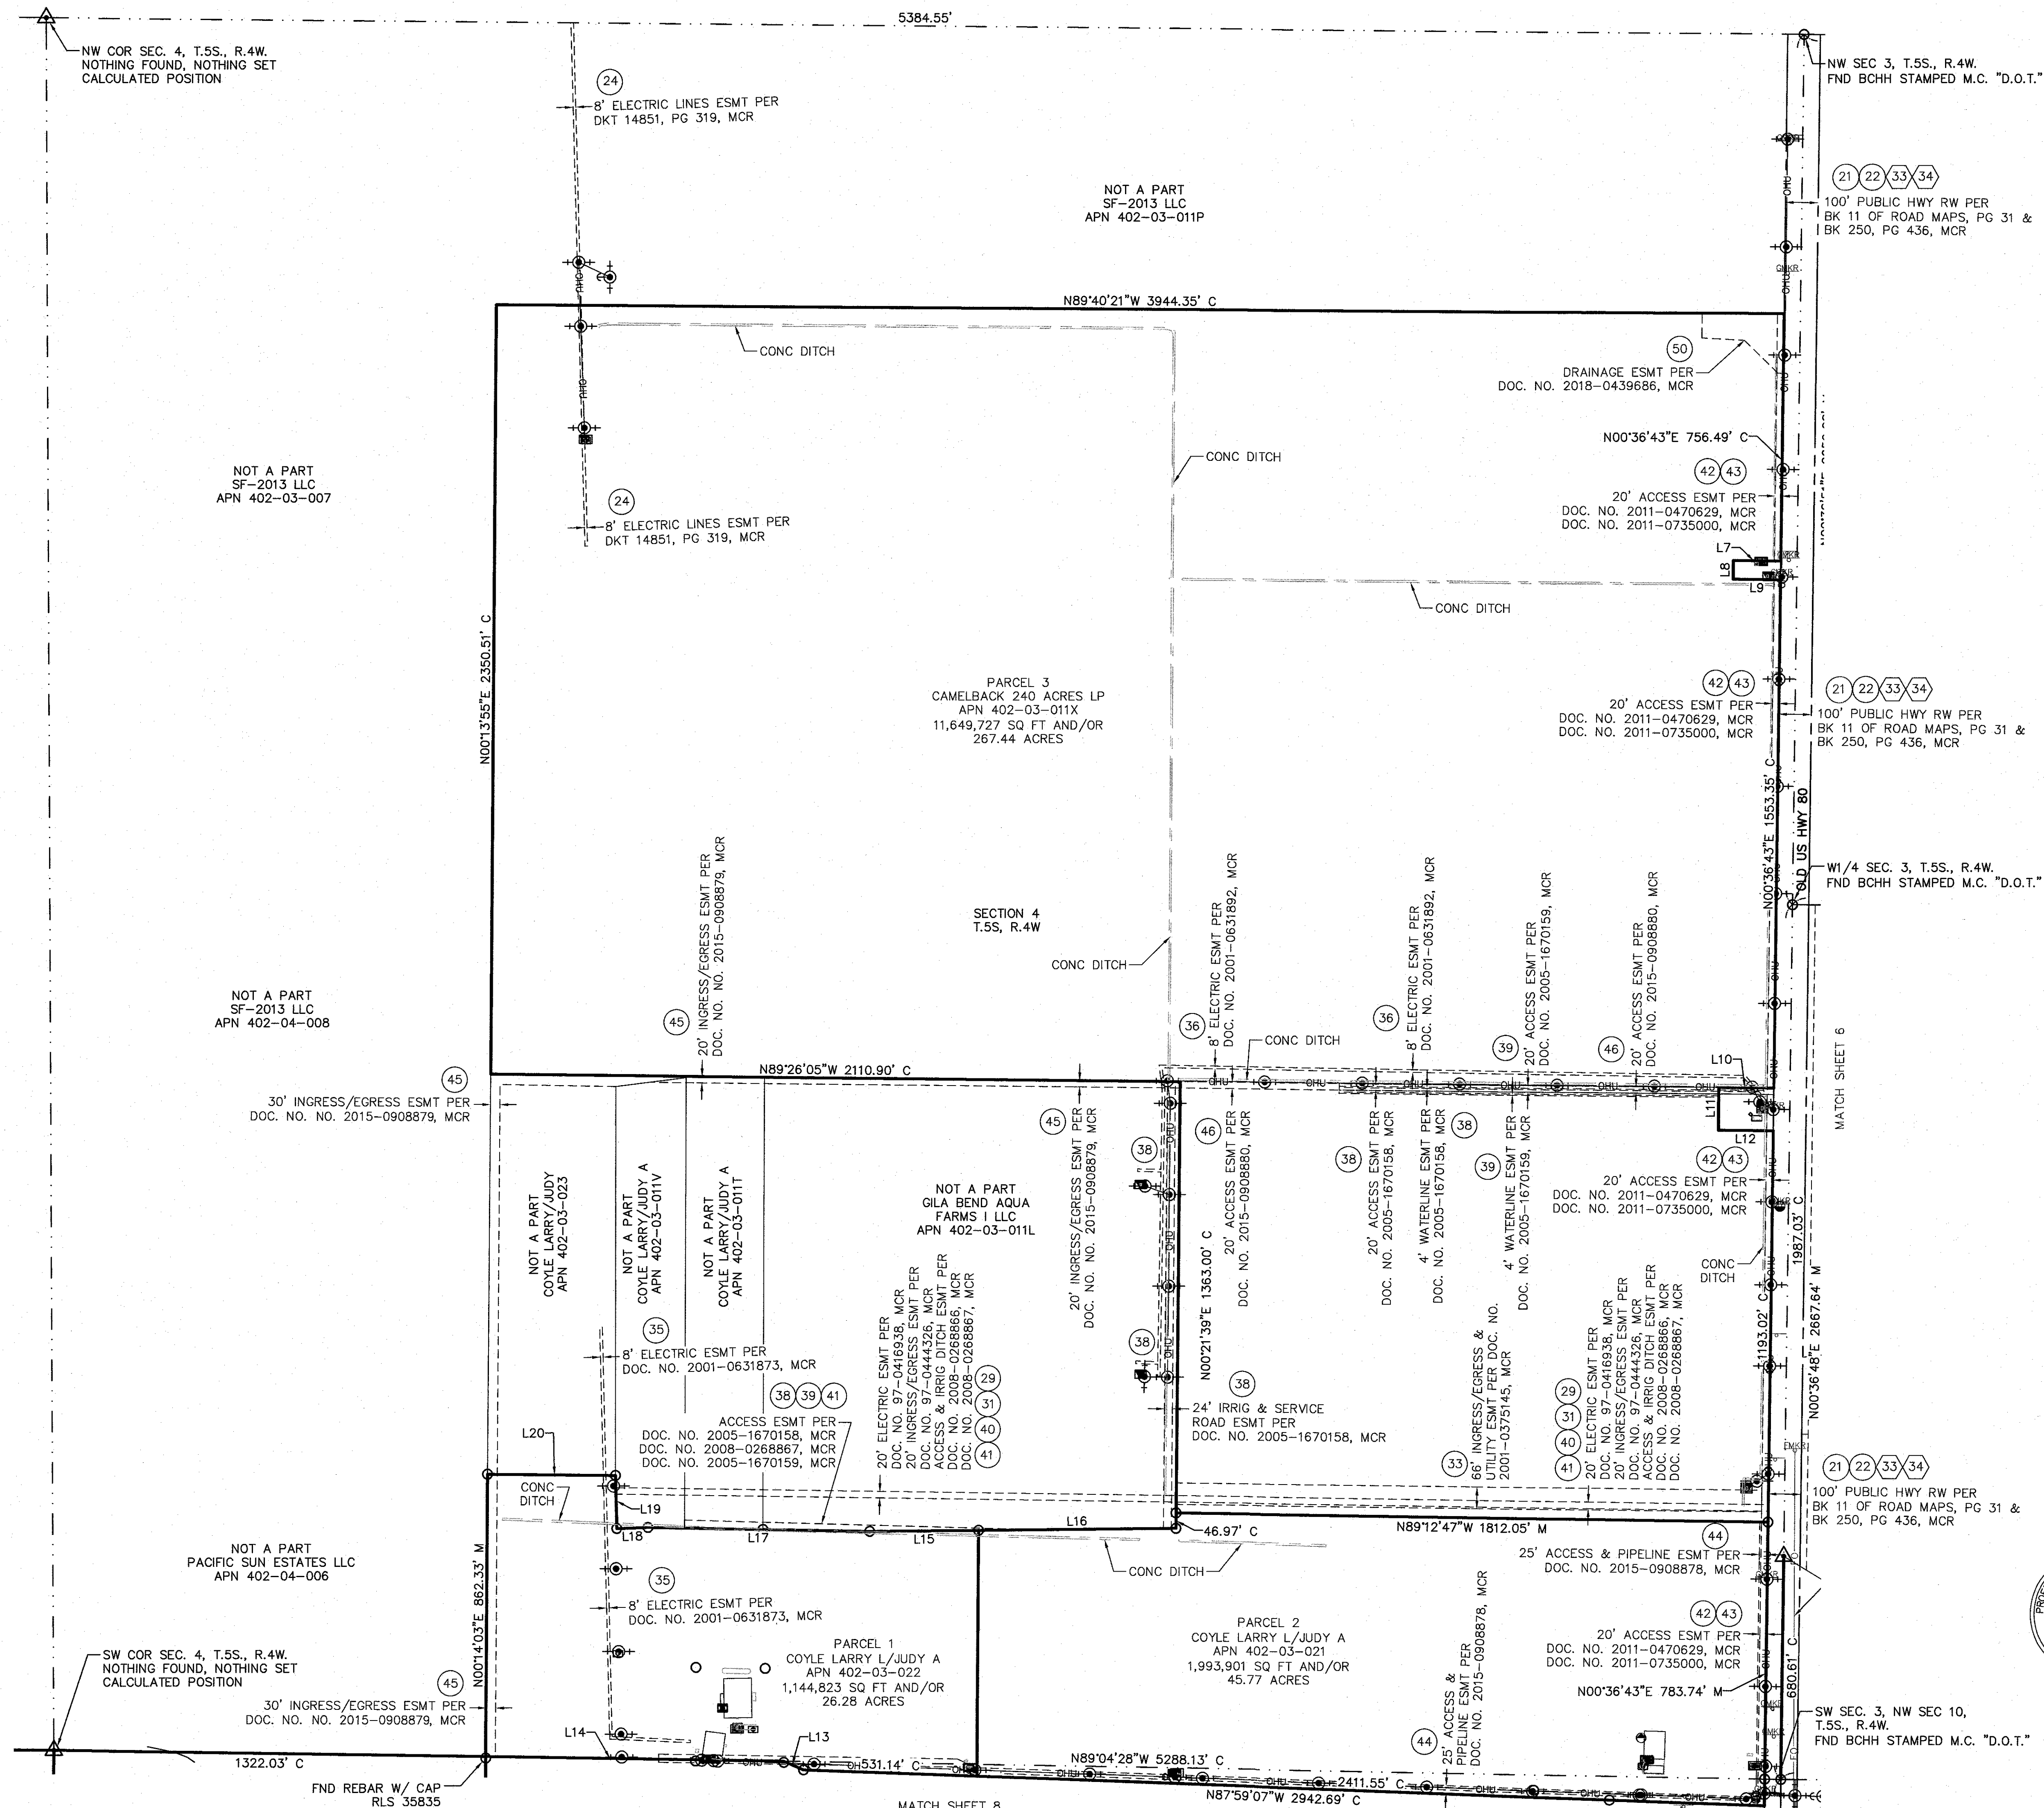 5384.55'
NW COR SEC. 4, T.5S., R.4W.
NOTHING FOUND, NOTHING SET
CALCULATED POSITION
NW SEC 3, T.5S., R.4W.
FND BCHH STAMPED M.C. "D.O.T."
24
8' ELECTRIC LINES ESMT PER
DKT 14851, PG 319, MCR
NOT A PART
SF-2013 LLC
APN 402-03-011P
21 22 33 34
100' PUBLIC HWY RW PER
BK 11 OF ROAD MAPS, PG 31 &
BK 250, PG 436, MCR
OHU
GMKR
N89°40'21"W 3944.35' C
CONC DITCH
50
DRAINAGE ESMT PER
DOC. NO. 2018-0439686, MCR
N00°36'43"E 756.49' C
NOT A PART
SF-2013 LLC
APN 402-03-007
CONC DITCH
42 43
20' ACCESS ESMT PER
DOC. NO. 2011-0470629, MCR
DOC. NO. 2011-0735000, MCR
24
8' ELECTRIC LINES ESMT PER
DKT 14851, PG 319, MCR
L7
L8
L9
CONC DITCH
N00°13'55"E 2350.51' C
PARCEL 3
CAMELBACK 240 ACRES LP
APN 402-03-011X
11,649,727 SQ FT AND/OR
267.44 ACRES
42 43
20' ACCESS ESMT PER
DOC. NO. 2011-0470629, MCR
DOC. NO. 2011-0735000, MCR
21 22 33 34
100' PUBLIC HWY RW PER
BK 11 OF ROAD MAPS, PG 31 &
BK 250, PG 436, MCR
N00°36'43"E 1553.35' C
OLD US HWY 80
W1/4 SEC. 3, T.5S., R.4W.
FND BCHH STAMPED M.C. "D.O.T."
SECTION 4
T.5S, R.4W
CONC DITCH
NOT A PART
SF-2013 LLC
APN 402-04-008
45
20' INGRESS/EGRESS ESMT PER
DOC. NO. NO. 2015-0908879, MCR
36
8' ELECTRIC ESMT PER
DOC. NO. 2001-0631892, MCR
CONC DITCH
36
8' ELECTRIC ESMT PER
DOC. NO. 2001-0631892, MCR
39
20' ACCESS ESMT PER
DOC. NO. 2005-1670159, MCR
46
20' ACCESS ESMT PER
DOC. NO. 2015-0908880, MCR
L10
MATCH SHEET 6
N89°26'05"W 2110.90' C
45
30' INGRESS/EGRESS ESMT PER
DOC. NO. NO. 2015-0908879, MCR
L11
L12
45
20' INGRESS/EGRESS ESMT PER
DOC. NO. NO. 2015-0908879, MCR
38
46
20' ACCESS ESMT PER
DOC. NO. 2015-0908880, MCR
38
20' ACCESS ESMT PER
DOC. NO. 2005-1670158, MCR
38
4' WATERLINE ESMT PER
DOC. NO. 2005-1670158, MCR
39
4' WATERLINE ESMT PER
DOC. NO. 2005-1670159, MCR
42 43
20' ACCESS ESMT PER
DOC. NO. 2011-0470629, MCR
DOC. NO. 2011-0735000, MCR
NOT A PART
COYLE LARRY/JUDY
APN 402-03-023
NOT A PART
COYLE LARRY/JUDY A
APN 402-03-011V
NOT A PART
COYLE LARRY/JUDY A
APN 402-03-011T
NOT A PART
GILA BEND AQUA
FARMS I LLC
APN 402-03-011L
CONC
DITCH
1987.03' C
N00°36'48"E 2667.64' M
1193.02' C
N00°21'39"E 1363.00' C
35
8' ELECTRIC ESMT PER
DOC. NO. 2001-0631873, MCR
38 39 41
ACCESS ESMT PER
DOC. NO. 2005-1670158, MCR
DOC. NO. 2008-0268867, MCR
DOC. NO. 2005-1670159, MCR
20' ELECTRIC ESMT PER
DOC. NO. 97-0416938, MCR
20' INGRESS/EGRESS ESMT PER
DOC. NO. 97-0444326, MCR
ACCESS & IRRIG DITCH ESMT PER
DOC. NO. 2008-0268866, MCR
DOC. NO. 2008-0268867, MCR
29
31
40
41
38
38
24' IRRIG & SERVICE
ROAD ESMT PER
DOC. NO. 2005-1670158, MCR
33
66' INGRESS/EGRESS &
UTILITY ESMT PER DOC. NO.
2001-0375145, MCR
29
31
40
41
20' ELECTRIC ESMT PER
DOC. NO. 97-0416938, MCR
20' INGRESS/EGRESS ESMT PER
DOC. NO. 97-0444326, MCR
ACCESS & IRRIG DITCH ESMT PER
DOC. NO. 2008-0268866, MCR
DOC. NO. 2008-0268867, MCR
EMKR
21 22 33 34
100' PUBLIC HWY RW PER
BK 11 OF ROAD MAPS, PG 31 &
BK 250, PG 436, MCR
L20
CONC
DITCH
L19
L18
L17
L15
L16
46.97' C
N89°12'47"W 1812.05' M
44
25' ACCESS & PIPELINE ESMT PER
DOC. NO. 2015-0908878, MCR
CONC DITCH
NOT A PART
PACIFIC SUN ESTATES LLC
APN 402-04-006
N00°14'03"E 862.33' M
35
8' ELECTRIC ESMT PER
DOC. NO. 2001-0631873, MCR
42 43
20' ACCESS ESMT PER
DOC. NO. 2011-0470629, MCR
DOC. NO. 2011-0735000, MCR
PARCEL 1
COYLE LARRY L/JUDY A
APN 402-03-022
1,144,823 SQ FT AND/OR
26.28 ACRES
PARCEL 2
COYLE LARRY L/JUDY A
APN 402-03-021
1,993,901 SQ FT AND/OR
45.77 ACRES
44
25' ACCESS &
PIPELINE ESMT PER
DOC. NO. 2015-0908878, MCR
N00°36'43"E 783.74' M
680.61' C
SW COR SEC. 4, T.5S., R.4W.
NOTHING FOUND, NOTHING SET
CALCULATED POSITION
45
30' INGRESS/EGRESS ESMT PER
DOC. NO. NO. 2015-0908879, MCR
SW SEC. 3, NW SEC 10,
T.5S., R.4W.
FND BCHH STAMPED M.C. "D.O.T."
L14
L13
1322.03' C
531.14' C
N89°04'28"W 5288.13' C
2411.55' C
N87°59'07"W 2942.69' C
FND REBAR W/ CAP
RLS 35835
MATCH SHEET 8